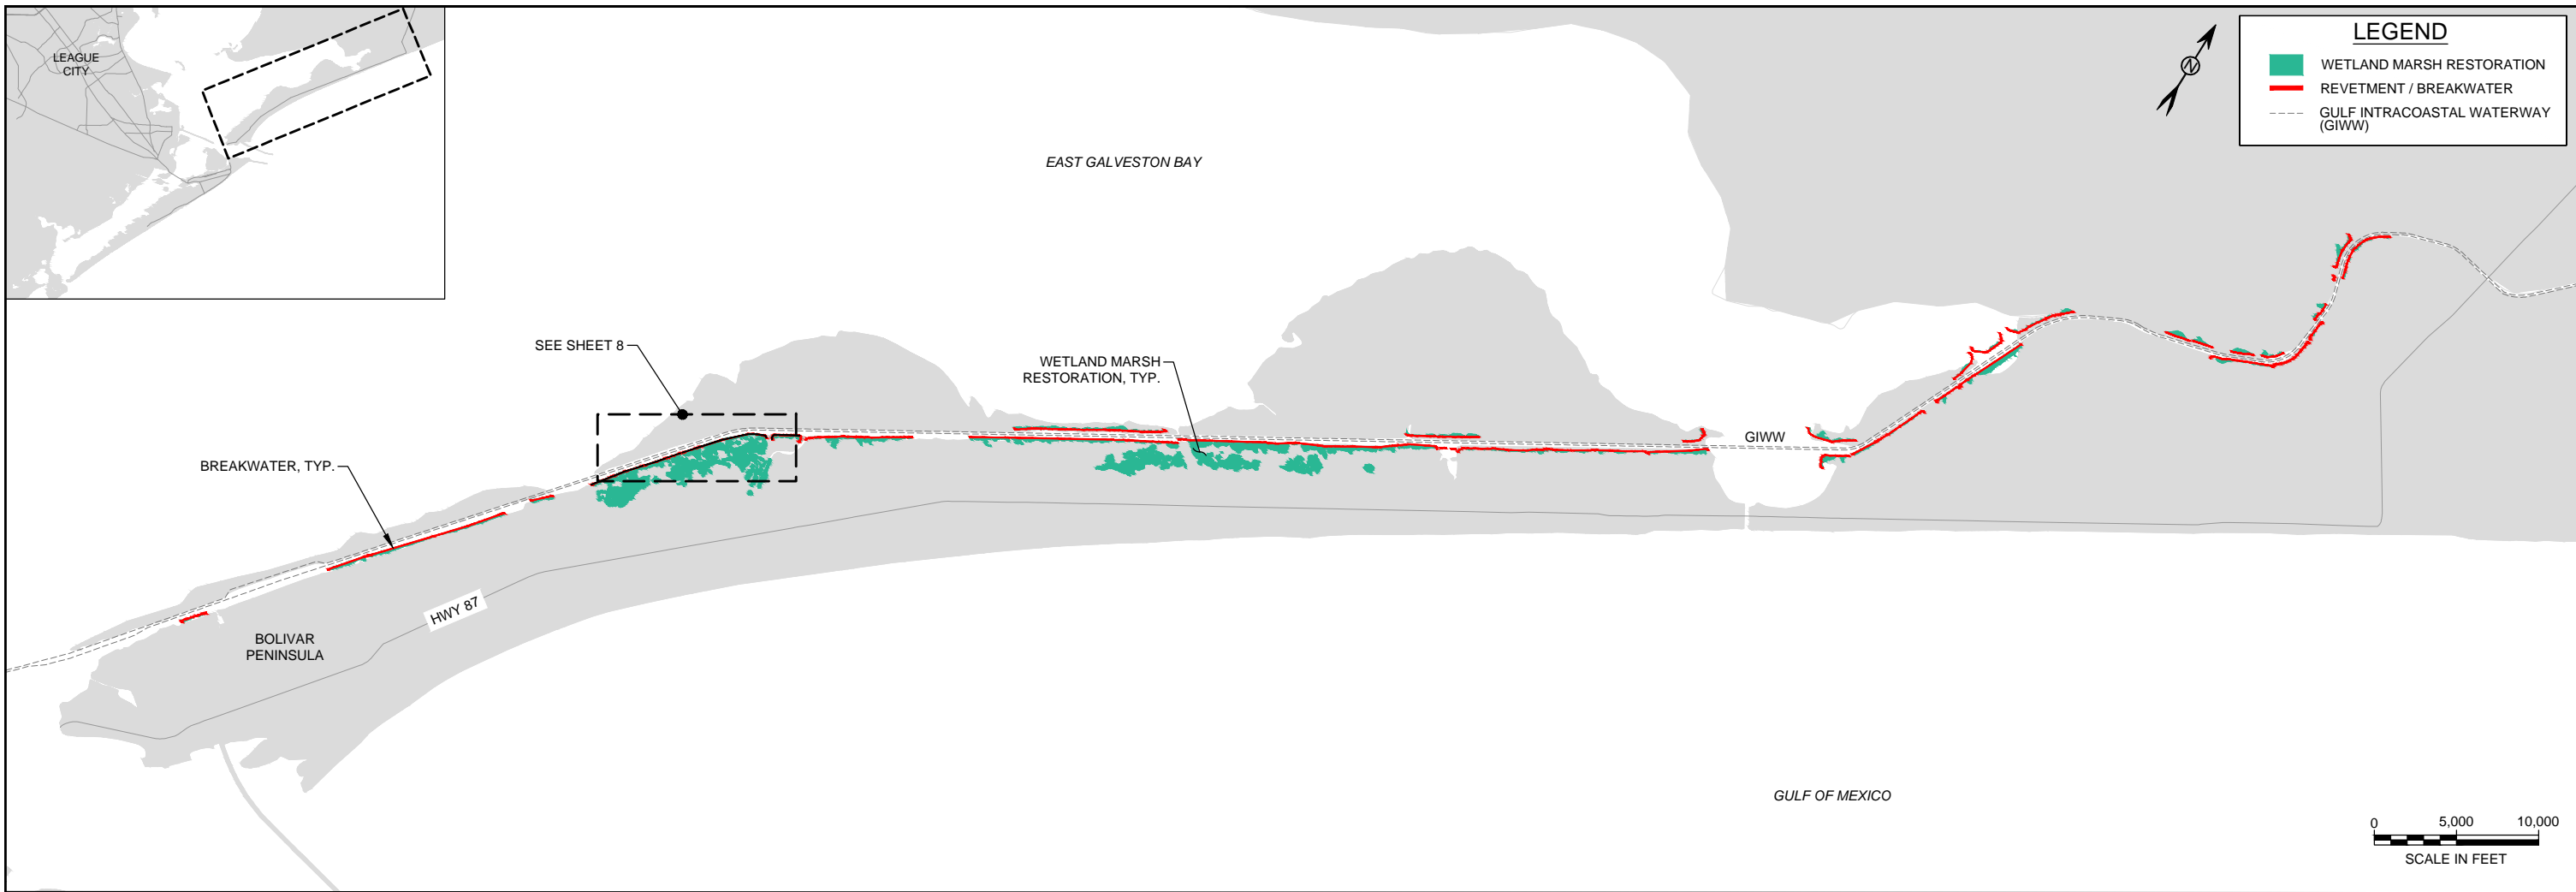 LEAGUE
CITY
LEGEND
WETLAND MARSH RESTORATION
REVETMENT / BREAKWATER
GULF INTRACOASTAL WATERWAY
(GIWW)
N
EAST GALVESTON BAY
SEE SHEET 8
WETLAND MARSH
RESTORATION, TYP.
GIWW
BREAKWATER, TYP.
HWY 87
BOLIVAR
PENINSULA
GULF OF MEXICO
0 5,000 10,000
SCALE IN FEET